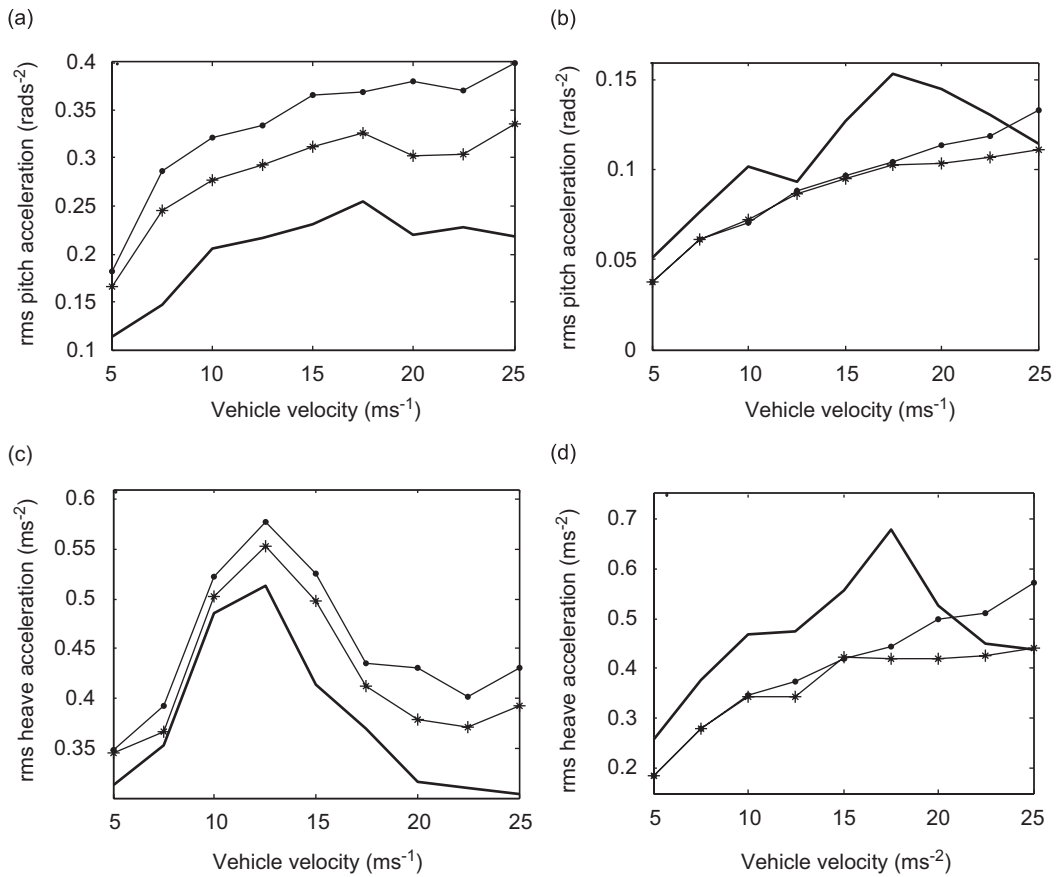 (a)
rms pitch acceleration (rads⁻²)
0.4
0.35
0.3
0.25
0.2
0.15
0.1
5 10 15 20 25
Vehicle velocity (ms⁻¹)
(b)
rms pitch acceleration (rads⁻²)
0.15
0.1
0.05
0
5 10 15 20 25
Vehicle velocity (ms⁻¹)
(c)
rms heave acceleration (ms⁻²)
0.6
0.55
0.5
0.45
0.4
0.35
5 10 15 20 25
Vehicle velocity (ms⁻¹)
(d)
rms heave acceleration (ms⁻²)
0.7
0.6
0.5
0.4
0.3
0.2
5 10 15 20 25
Vehicle velocity (ms⁻²)